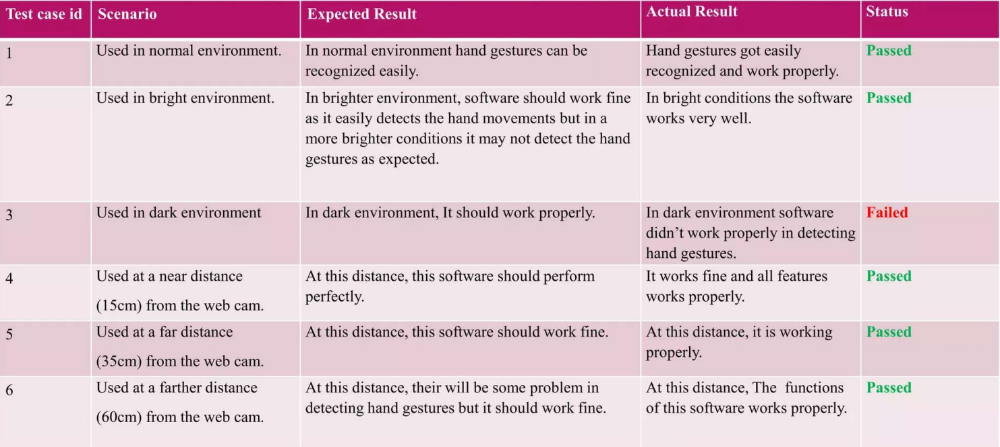 Test case id Scenario Expected Result Actual Result Status
1 Used in normal environment. In normal environment hand gestures can be Hand gestures got easily Passed
recognized easily. recognized and work properly.
2 Used in bright environment. In brighter environment, software should work fine In bright conditions the software Passed
as it easily detects the hand movements but in a works very well.
more brighter conditions it may not detect the hand
gestures as expected.
3 Used in dark environment In dark environment, It should work properly. In dark environment software Failed
didn’t work properly in detecting
hand gestures.
4 Used at a near distance At this distance, this software should perform It works fine and all features Passed
(15cm) from the web cam. perfectly. works properly.
5 Used at a far distance At this distance, this software should work fine. At this distance, it is working Passed
(35cm) from the web cam. properly.
6 Used at a farther distance At this distance, their will be some problem in At this distance, The functions Passed
(60cm) from the web cam. detecting hand gestures but it should work fine. of this software works properly.